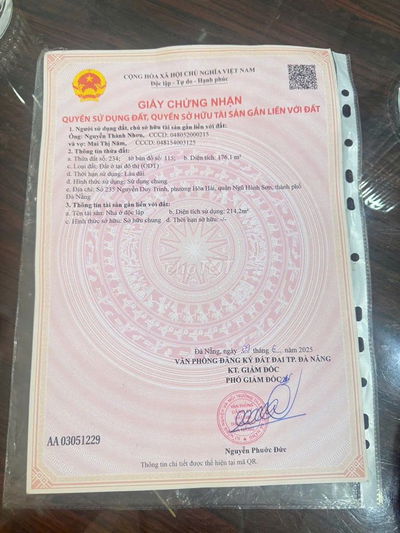 CỘNG HÒA XÃ HỘI CHỦ NGHĨA VIỆT NAM
Độc lập - Tự do - Hạnh phúc
GIẤY CHỨNG NHẬN
QUYỀN SỬ DỤNG ĐẤT, QUYỀN SỞ HỮU TÀI SẢN GẮN LIỀN VỚI ĐẤT
1. Người sử dụng đất, chủ sở hữu tài sản gắn liền với đất:
Ông: Nguyễn Thành Nhơn, CCCD: 048052000215
và vợ: Mai Thị Năm, CCCD: 048154003125
2. Thông tin thửa đất:
a. Thửa đất số: 234; tờ bản đồ số: 115; b. Diện tích: 176.1 m²
c. Loại đất: Đất ở tại đô thị (ODT)
d. Thời hạn sử dụng: Lâu dài
đ. Hình thức sử dụng: Sử dụng chung
e. Địa chỉ: Số 235 Nguyễn Duy Trinh, phường Hòa Hải, quận Ngũ Hành Sơn, thành phố
Đà Nẵng
3. Thông tin tài sản gắn liền với đất:
a. Tên tài sản: Nhà ở độc lập b. Diện tích sử dụng: 214.2m²
c. Hình thức sở hữu: Sở hữu chung d. Thời hạn sở hữu: -/-
Đà Nẵng, ngày tháng 6 năm 2025
VĂN PHÒNG ĐĂNG KÝ ĐẤT ĐAI TP. ĐÀ NẴNG
KT. GIÁM ĐỐC
PHÓ GIÁM ĐỐC
Nguyễn Phước Đức
AA 03051229
Thông tin chi tiết được thể hiện tại mã QR.